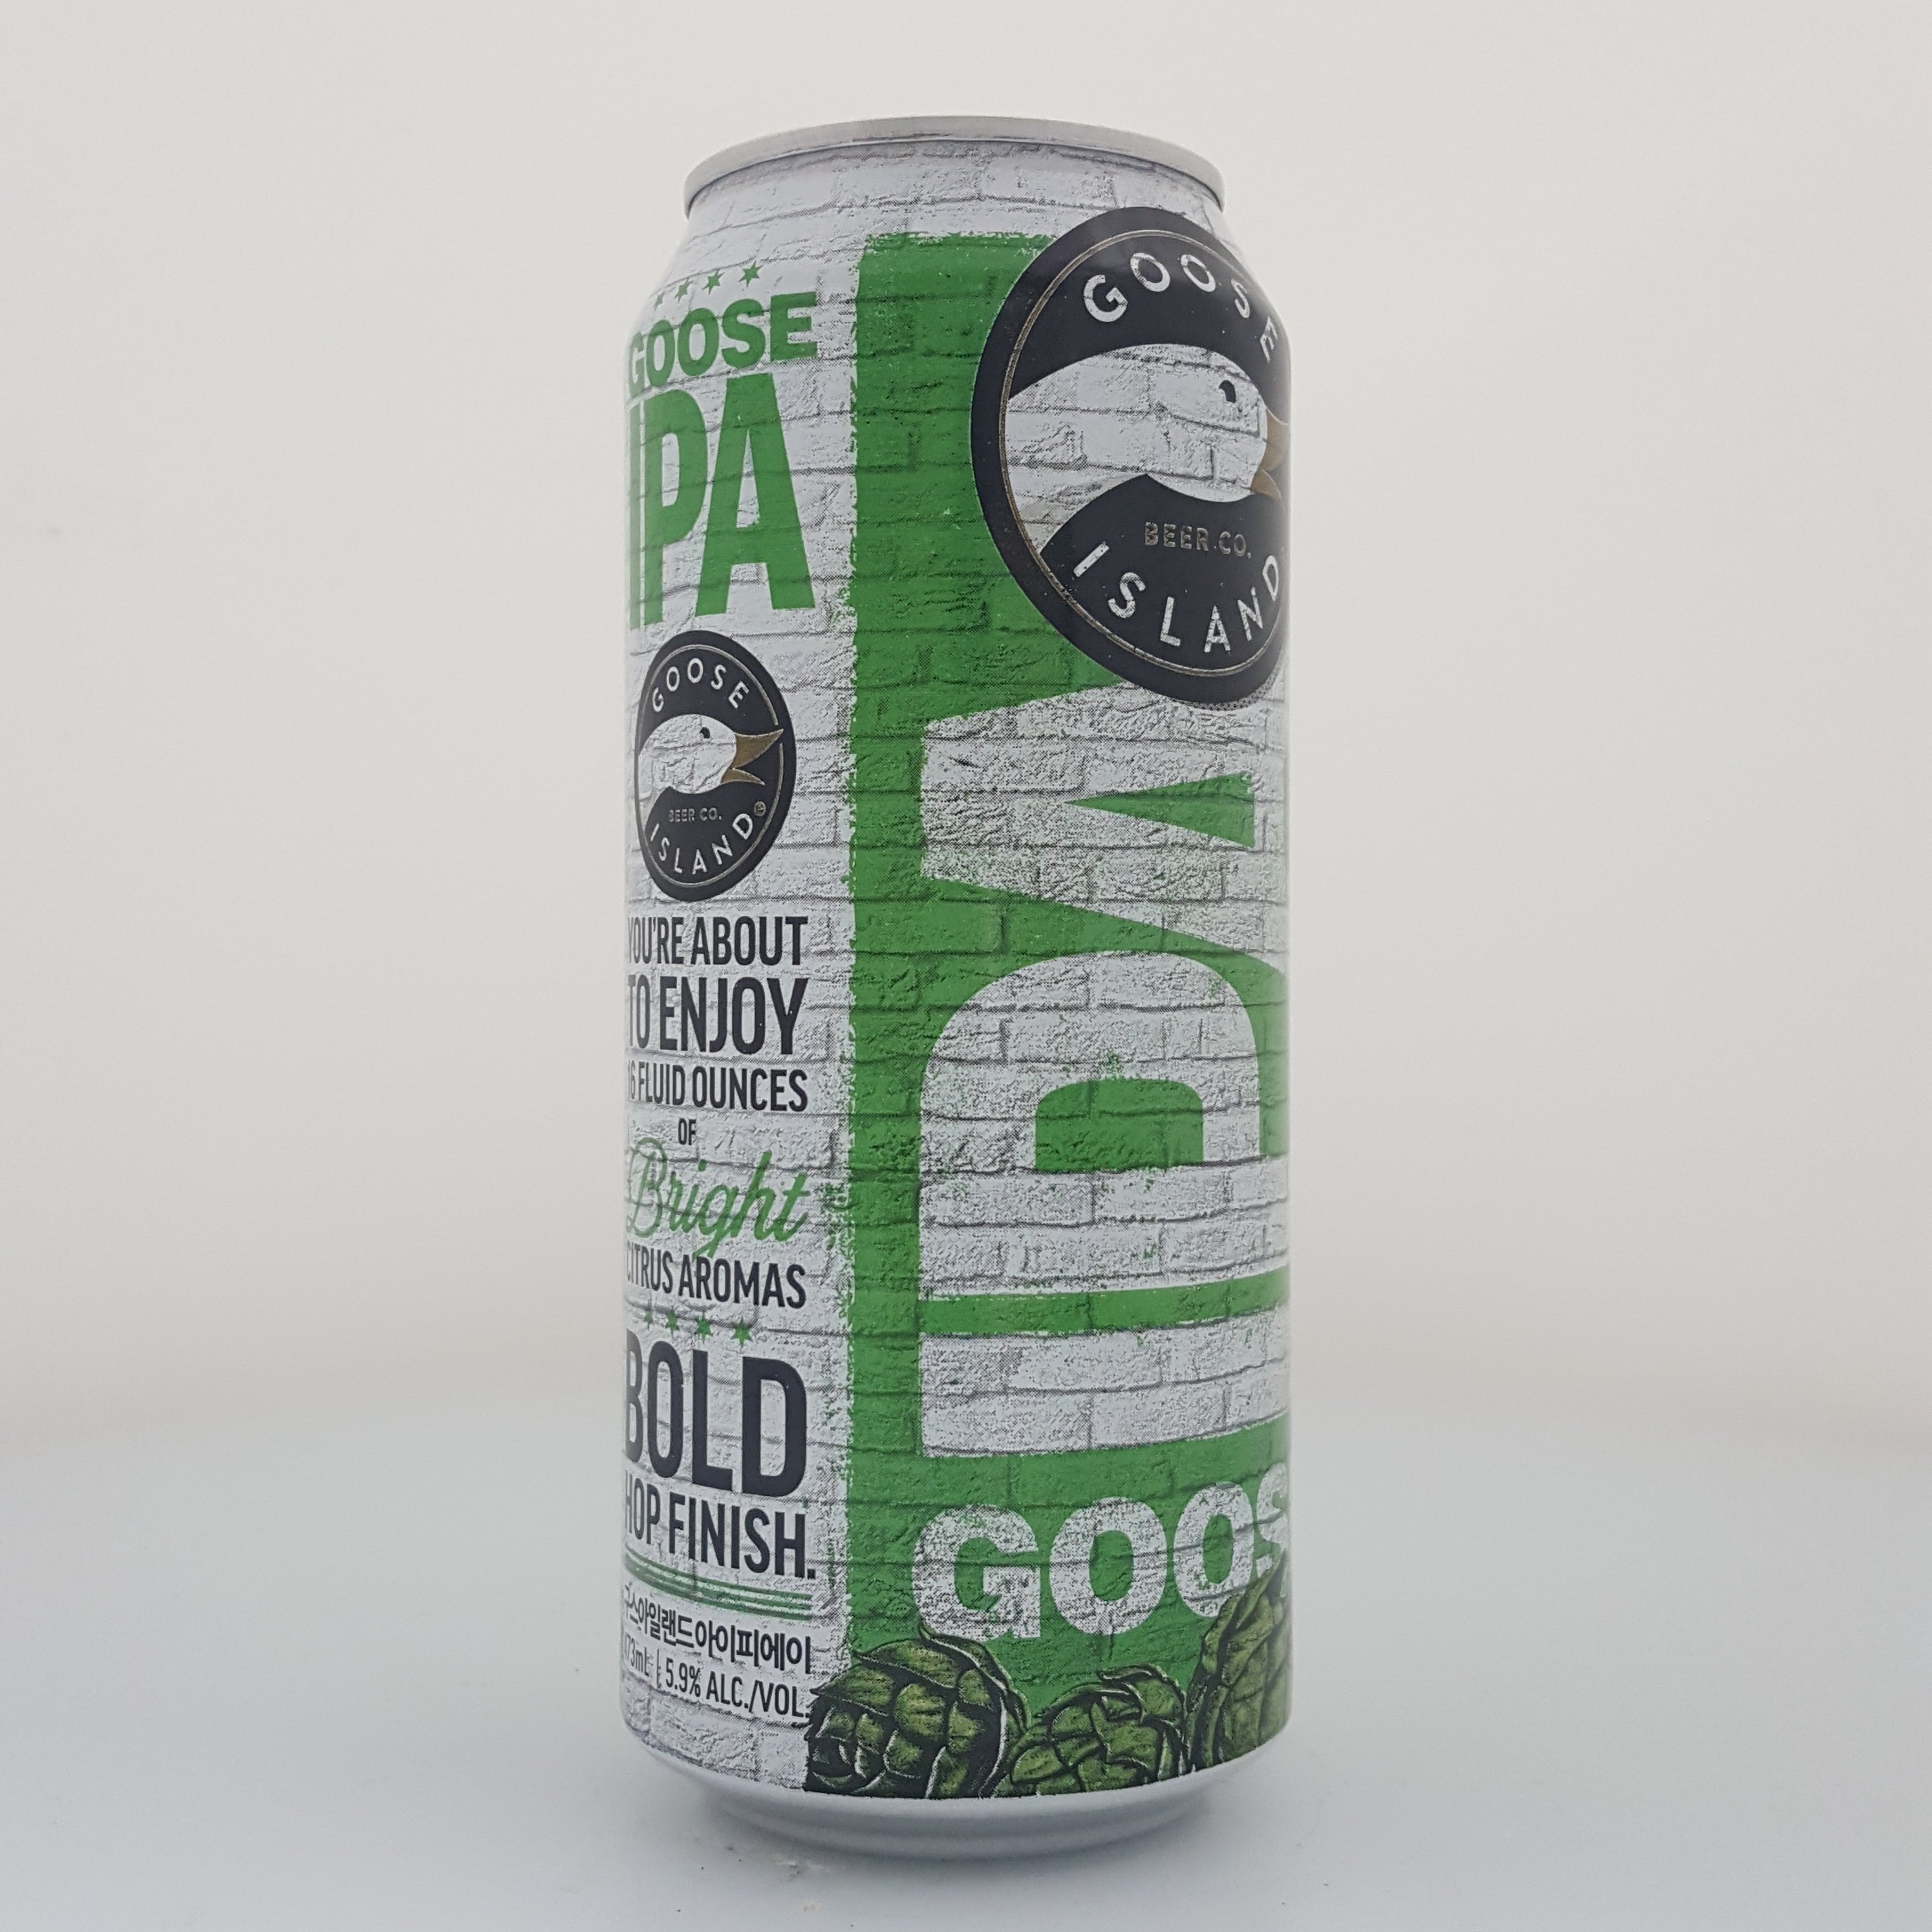 GOOSE
IPA
GOOSE
BEER CO.
ISLAND®
YOU'RE ABOUT
TO ENJOY
16 FLUID OUNCES
OF
Bright
CITRUS AROMAS
BOLD
HOP FINISH.
구스아일랜드아이피에이
473mL | 5.9% ALC./VOL.
GOOSE
BEER CO.
ISLAND
IPA
GOOS